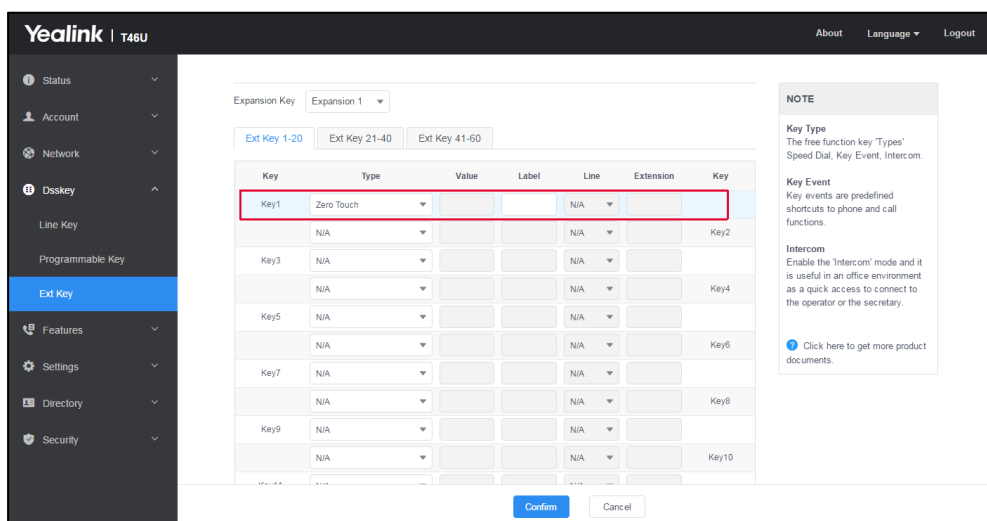 Yealink | T46U
About Language Logout
Status
Account
Network
Dsskey
Line Key
Programmable Key
Ext Key
Features
Settings
Directory
Security
Expansion Key Expansion 1
Ext Key 1-20 Ext Key 21-40 Ext Key 41-60
Key Type Value Label Line Extension Key
Key1 Zero Touch N/A
N/A N/A Key2
Key3 N/A N/A
N/A N/A Key4
Key5 N/A N/A
N/A N/A Key6
Key7 N/A N/A
N/A N/A Key8
Key9 N/A N/A
N/A N/A Key10
Confirm Cancel
NOTE
Key Type
The free function key 'Types'
Speed Dial, Key Event, Intercom.
Key Event
Key events are predefined
shortcuts to phone and call
functions.
Intercom
Enable the 'Intercom' mode and it
is useful in an office environment
as a quick access to connect to
the operator or the secretary.
Click here to get more product
documents.